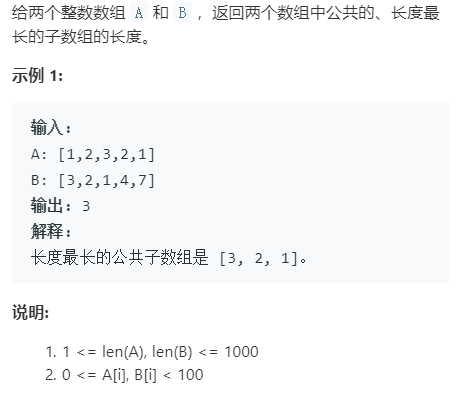 给两个整数数组 A 和 B ，返回两个数组中公共的、长度最
长的子数组的长度。
示例 1:
输入：
A: [1,2,3,2,1]
B: [3,2,1,4,7]
输出：3
解释：
长度最长的公共子数组是 [3, 2, 1]。
说明:
1. 1 <= len(A), len(B) <= 1000
2. 0 <= A[i], B[i] < 100